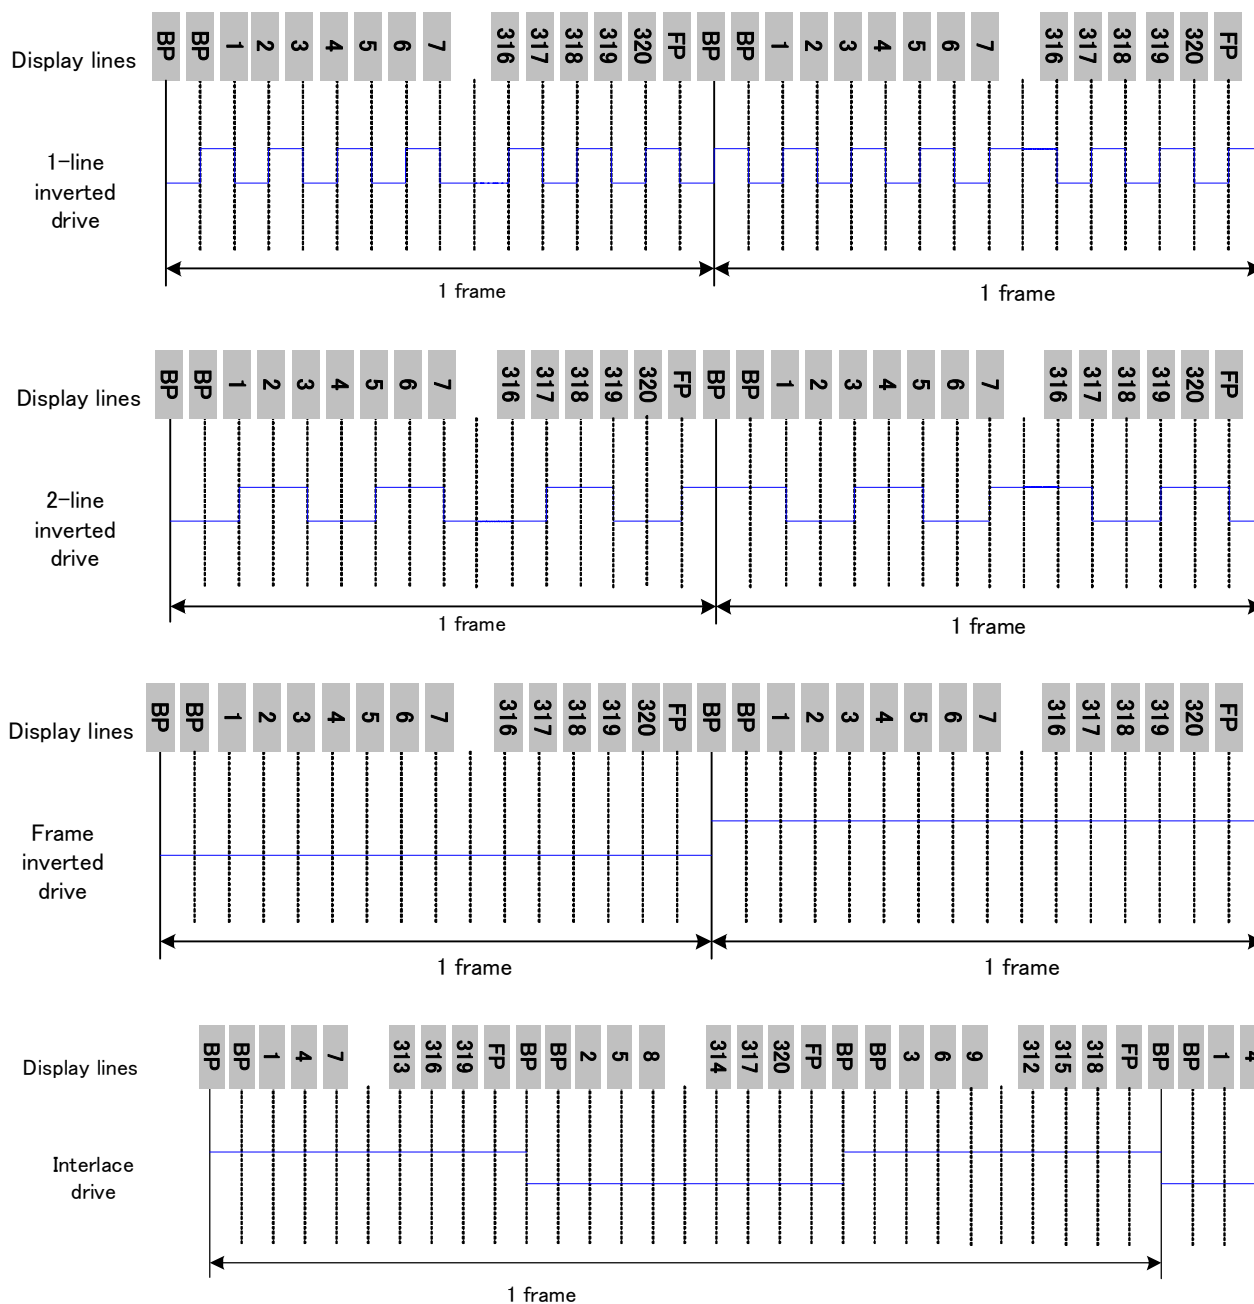 Display lines BP BP 1 2 3 4 5 6 7 316 317 318 319 320 FP BP BP 1 2 3 4 5 6 7 316 317 318 319 320 FP
1-line
inverted
drive
1 frame 1 frame
Display lines BP BP 1 2 3 4 5 6 7 316 317 318 319 320 FP BP BP 1 2 3 4 5 6 7 316 317 318 319 320 FP
2-line
inverted
drive
1 frame 1 frame
Display lines BP BP 1 2 3 4 5 6 7 316 317 318 319 320 FP BP BP 1 2 3 4 5 6 7 316 317 318 319 320 FP
Frame
inverted
drive
1 frame 1 frame
Display lines BP BP 1 4 7 313 316 319 FP BP BP 2 5 8 314 317 320 FP BP BP 3 6 9 312 315 318 FP BP BP 1 4
Interlace
drive
1 frame